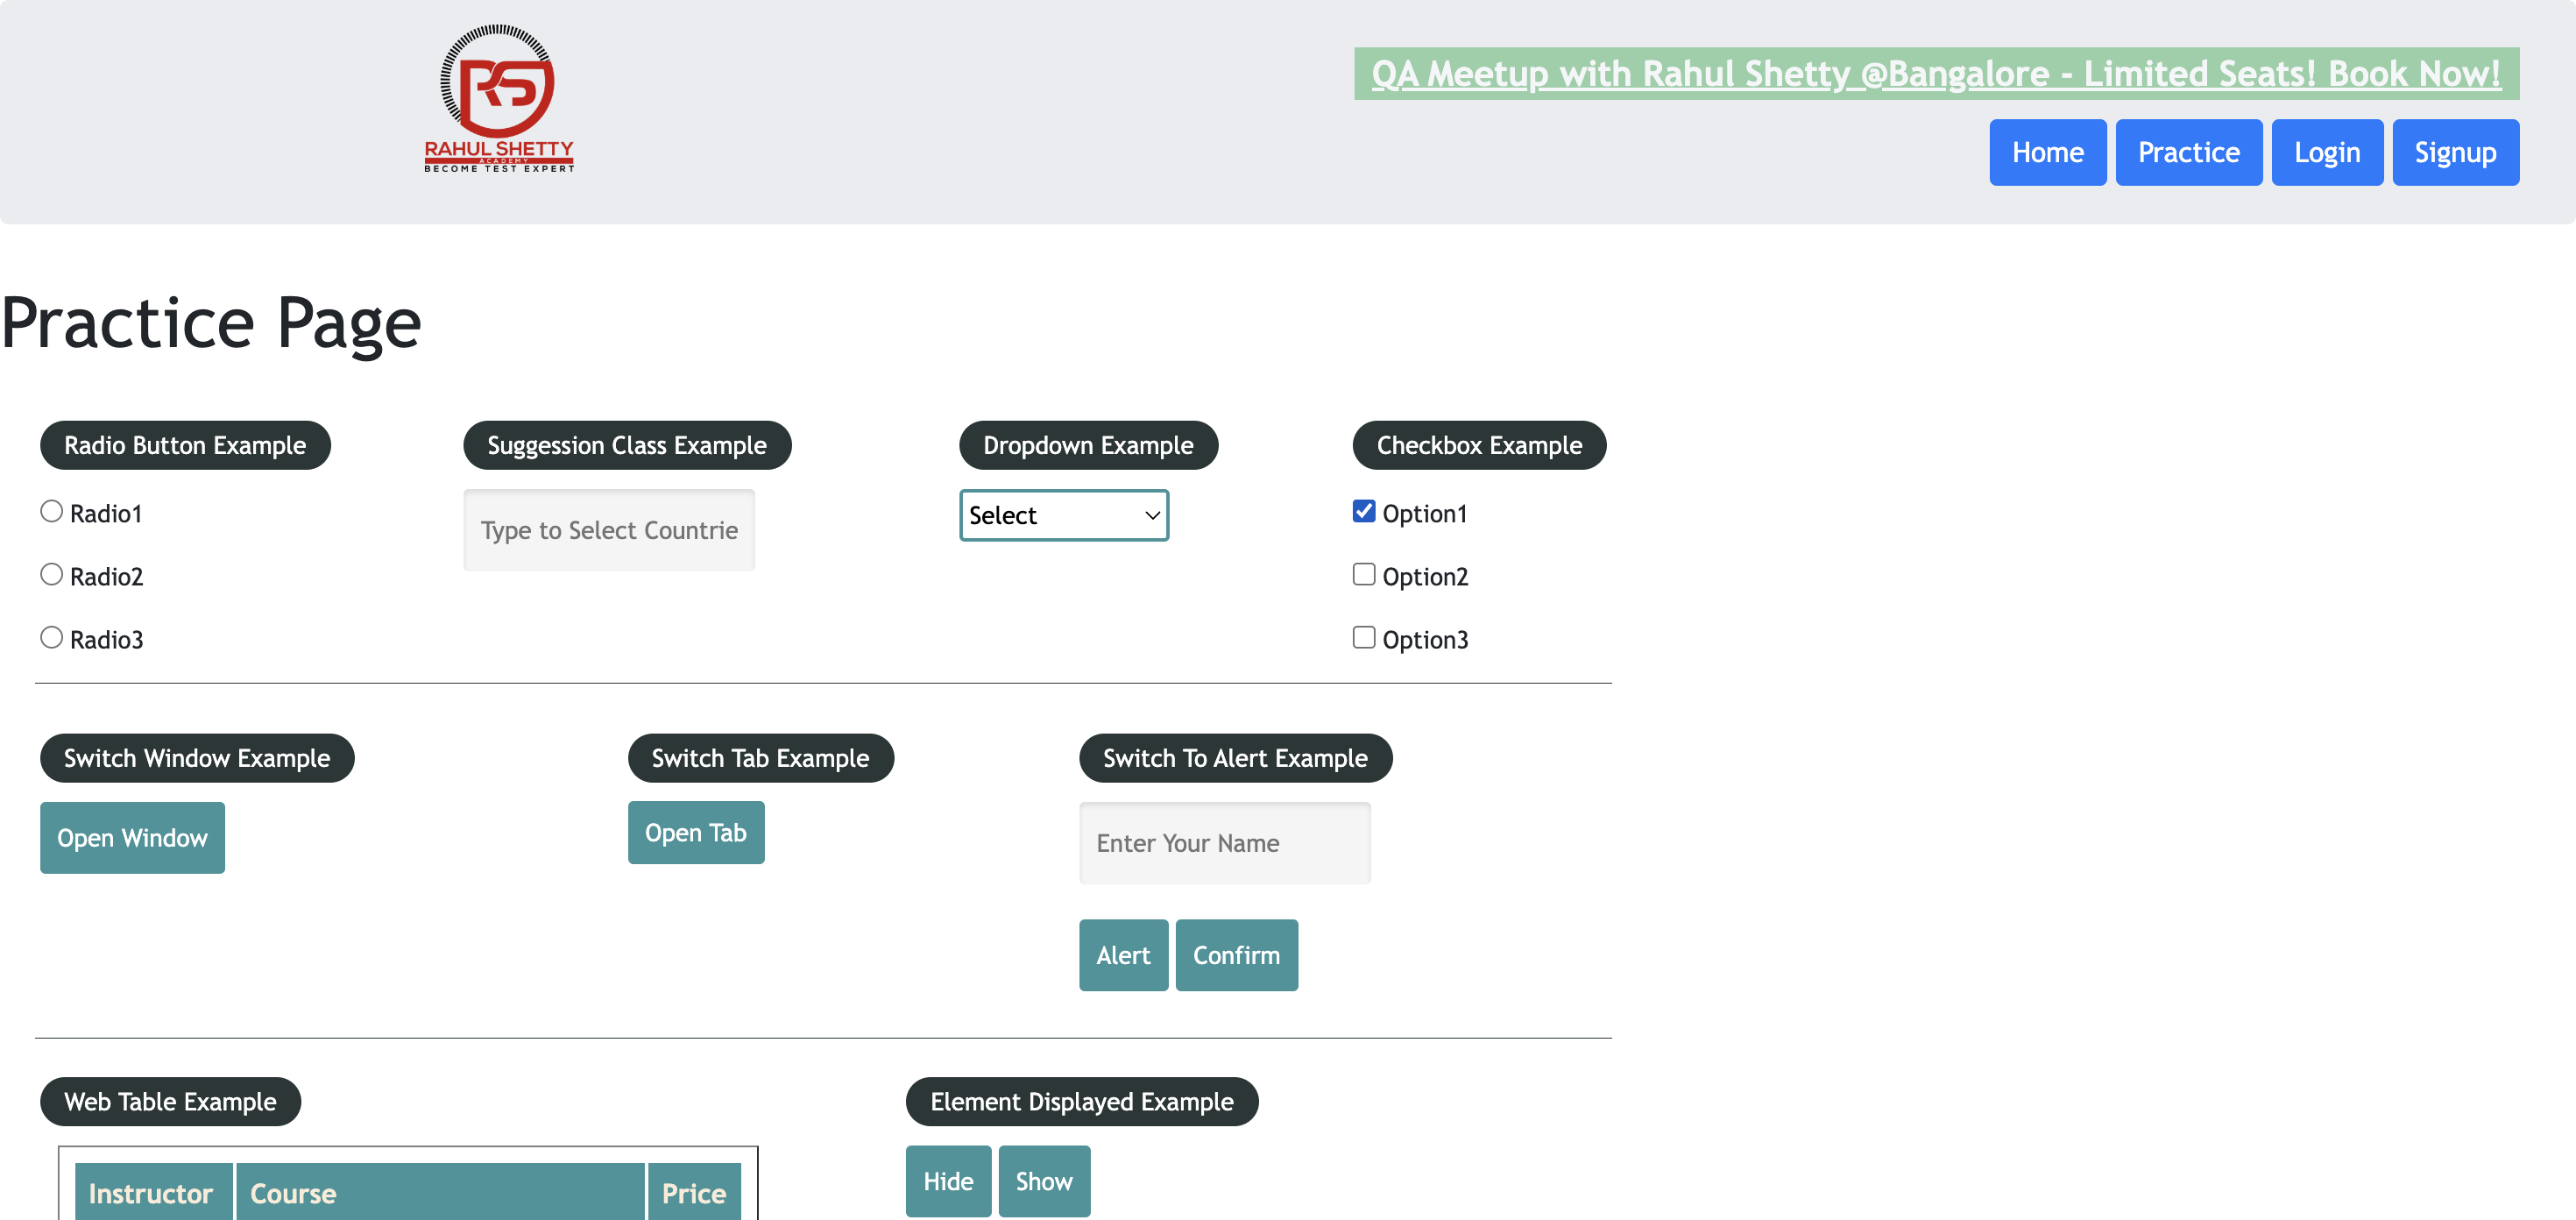 RAHUL SHETTY
ACADEMY
BECOME TEST EXPERT
QA Meetup with Rahul Shetty @Bangalore - Limited Seats! Book Now!
Home Practice Login Signup
Practice Page
Radio Button Example
Radio1
Radio2
Radio3
Suggession Class Example
Type to Select Countrie
Dropdown Example
Select
Checkbox Example
Option1
Option2
Option3
Switch Window Example
Open Window
Switch Tab Example
Open Tab
Switch To Alert Example
Enter Your Name
Alert Confirm
Web Table Example
Instructor Course Price
Element Displayed Example
Hide Show